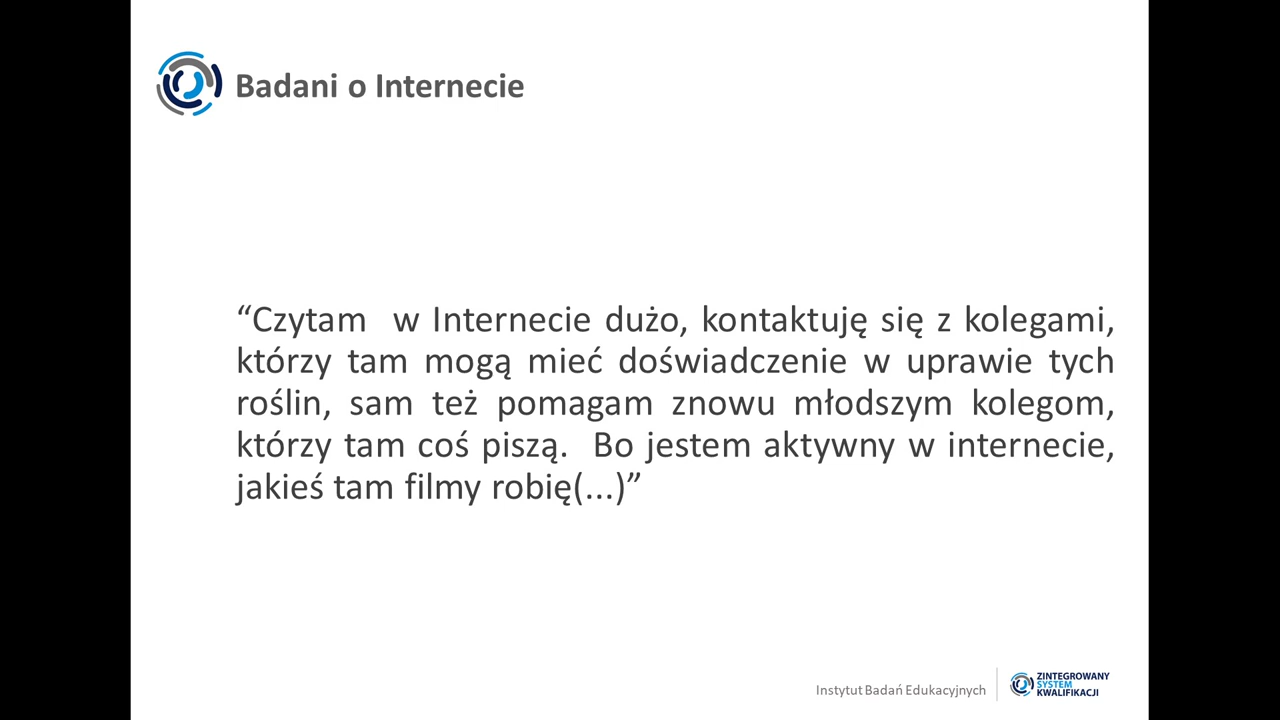 Badani o Internecie
“Czytam  w Internecie dużo, kontaktuję się z kolegami,
którzy tam mogą mieć doświadczenie w uprawie tych
roślin, sam też pomagam znowu młodszym kolegom,
którzy tam coś piszą.  Bo jestem aktywny w internecie,
jakieś tam filmy robię(...)”
Instytut Badań Edukacyjnych
ZINTEGROWANY
SYSTEM
KWALIFIKACJI